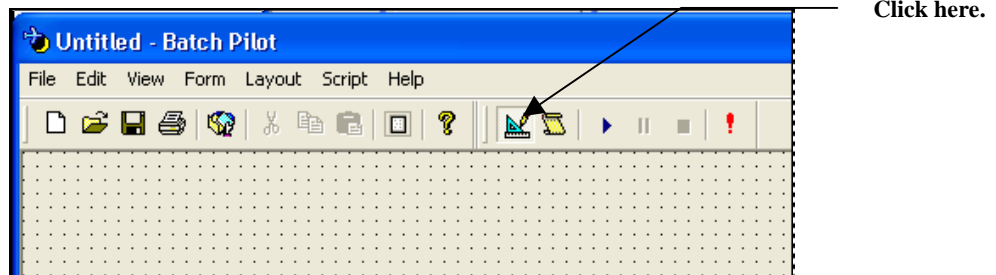 Click here.
Untitled - Batch Pilot
File Edit View Form Layout Script Help